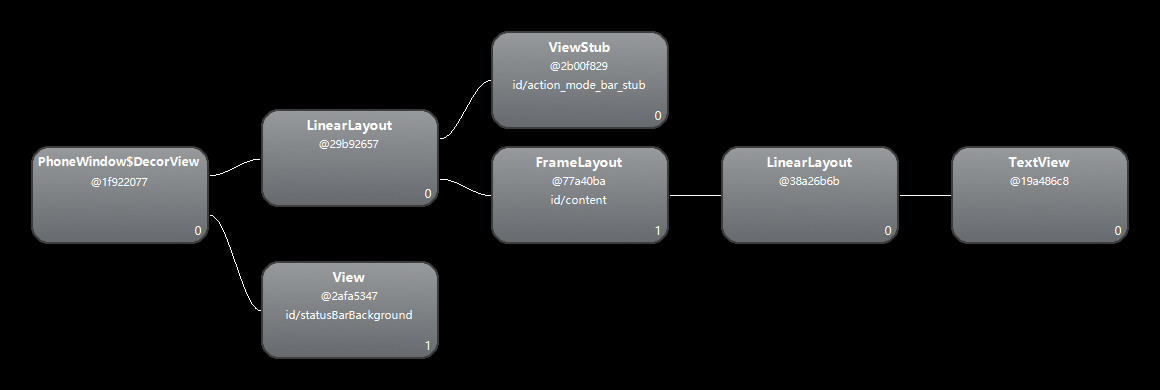 PhoneWindow$DecorView
@1f922077
0
LinearLayout
@29b92657
0
View
@2afa5347
id/statusBarBackground
1
ViewStub
@2b00f829
id/action_mode_bar_stub
0
FrameLayout
@77a40ba
id/content
1
LinearLayout
@38a26b6b
0
TextView
@19a486c8
0